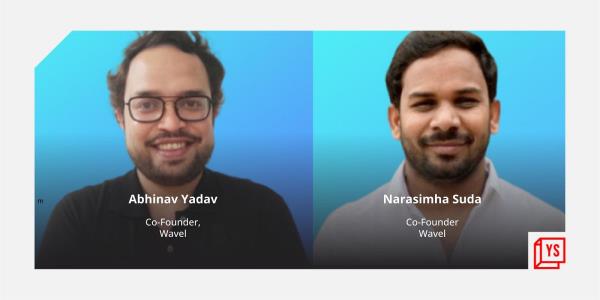 Abhinav Yadav
Co-Founder,
Wavel
Narasimha Suda
Co-Founder
Wavel
m
YS